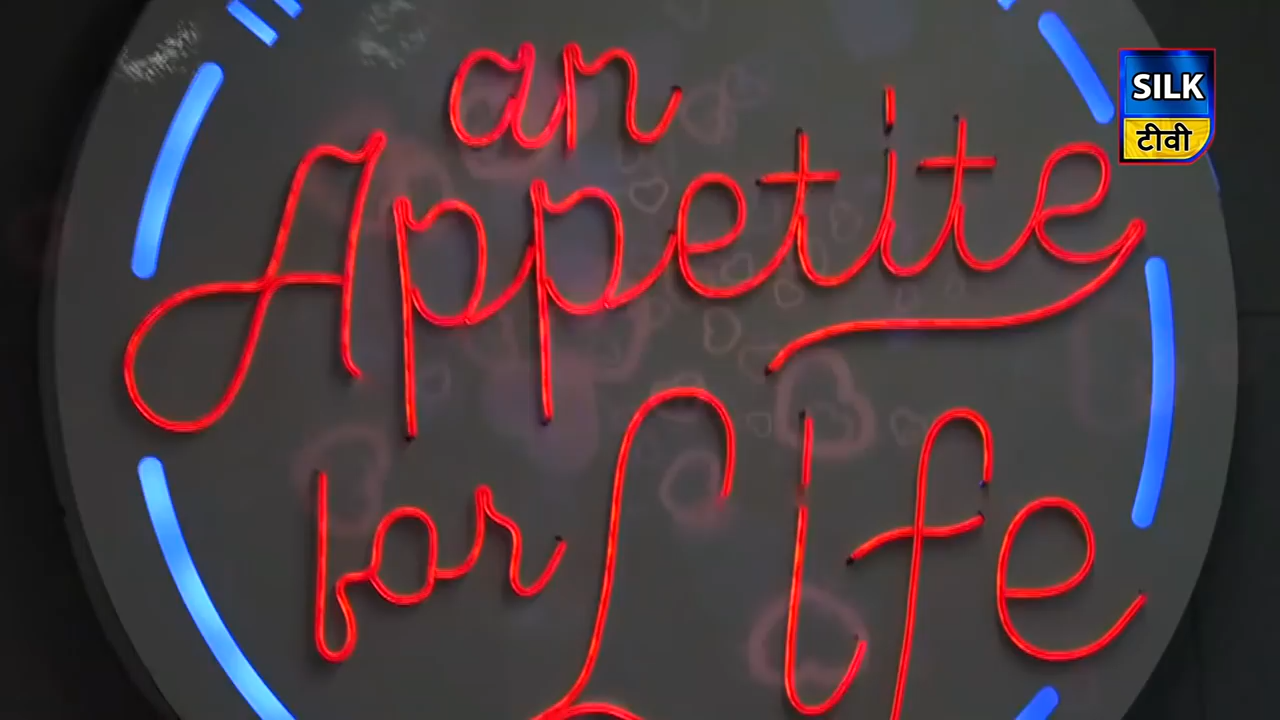 an
Appetite
for Life
SILK
टीवी